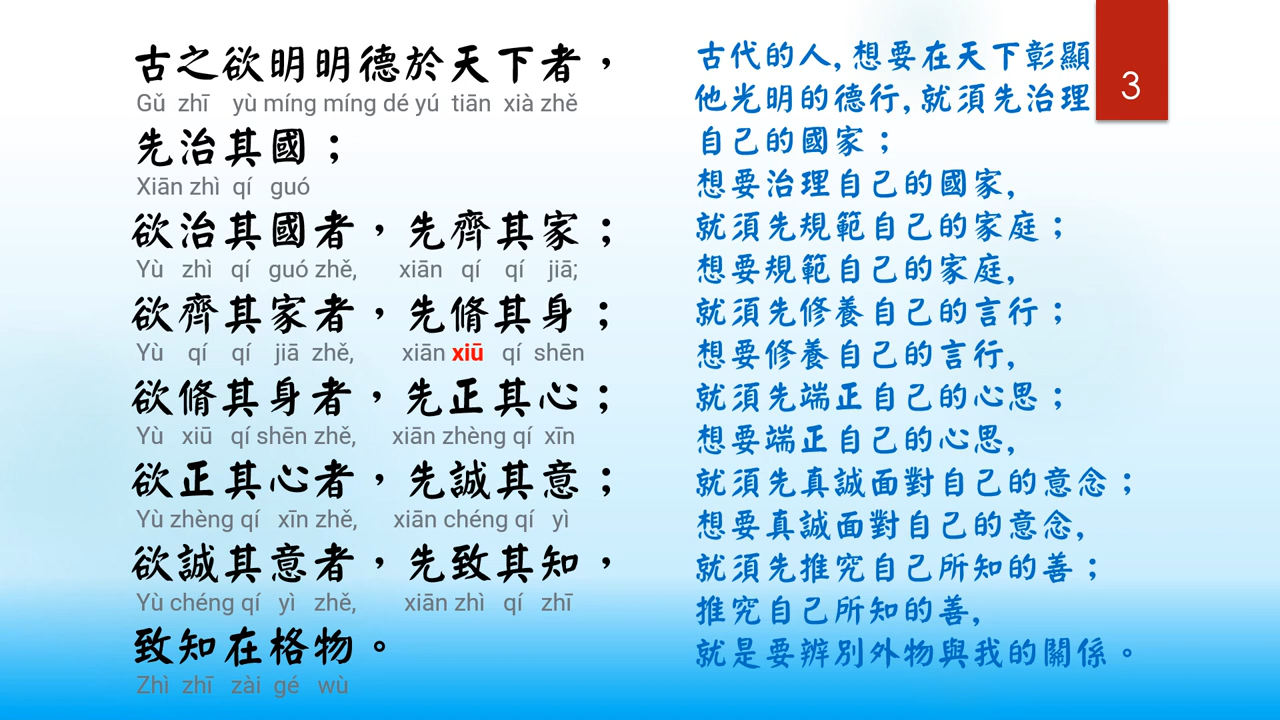 古之欲明明德於天下者，
Gǔ zhī yù míng míng dé yú tiān xià zhě
先治其國；
Xiān zhì qí guó
欲治其國者，先齊其家；
Yù zhì qí guó zhě, xiān qí qí jiā;
欲齊其家者，先脩其身；
Yù qí qí jiā zhě, xiān xiū qí shēn
欲脩其身者，先正其心；
Yù xiū qí shēn zhě, xiān zhèng qí xīn
欲正其心者，先誠其意；
Yù zhèng qí xīn zhě, xiān chéng qí yì
欲誠其意者，先致其知，
Yù chéng qí yì zhě, xiān zhì qí zhī
致知在格物。
Zhì zhī zài gé wù
古代的人,想要在天下彰顯
他光明的德行,就須先治理
自己的國家；
想要治理自己的國家,
就須先規範自己的家庭；
想要規範自己的家庭,
就須先修養自己的言行；
想要修養自己的言行,
就須先端正自己的心思；
想要端正自己的心思,
就須先真誠面對自己的意念；
想要真誠面對自己的意念,
就須先推究自己所知的善；
推究自己所知的善,
就是要辨別外物與我的關係。
3